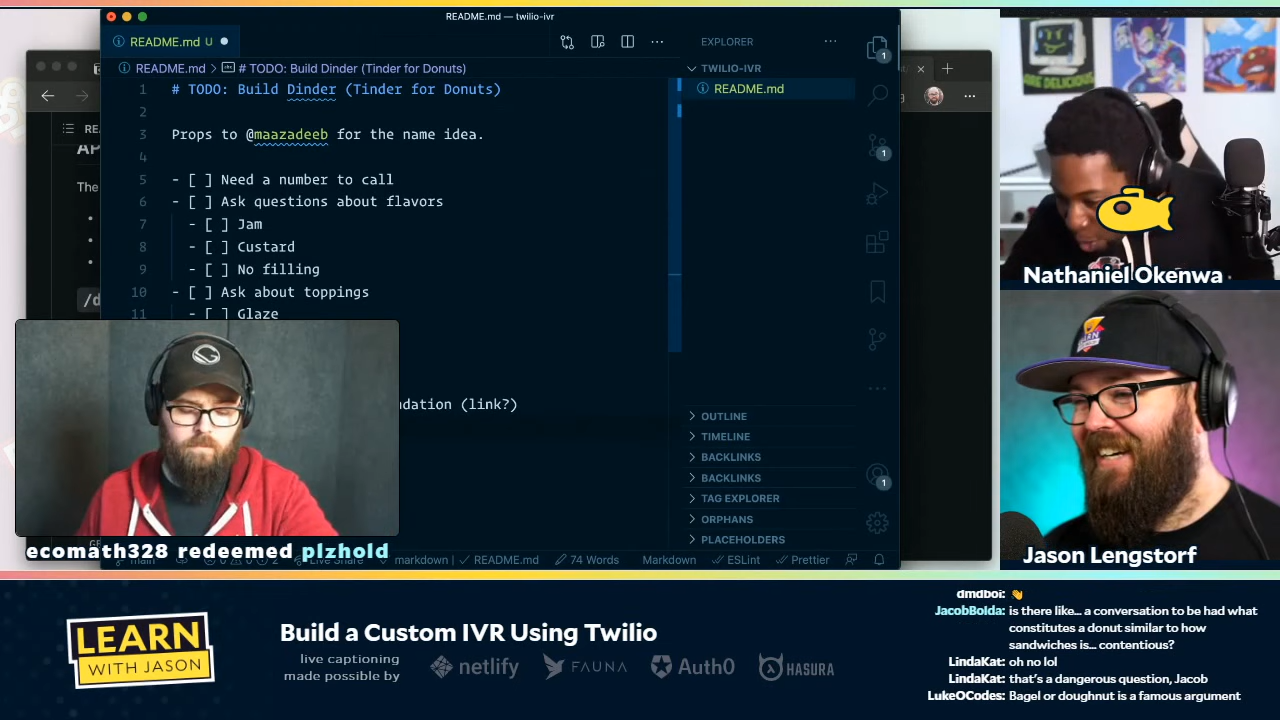 README.md — twilio-ivr
README.md U
README.md > # TODO: Build Dinder (Tinder for Donuts)
1 # TODO: Build Dinder (Tinder for Donuts)
2
3 Props to @maazadeeb for the name idea.
4
5 - [ ] Need a number to call
6 - [ ] Ask questions about flavors
7 - [ ] Jam
8 - [ ] Custard
9 - [ ] No filling
10 - [ ] Ask about toppings
11 - [ ] Glaze
(link?)
The
EXPLORER
TWILIO-IVR
README.md
1
1
1
OUTLINE
TIMELINE
BACKLINKS
BACKLINKS
TAG EXPLORER
ORPHANS
PLACEHOLDERS
main
Live Share
markdown
README.md
74 Words
Markdown
ESLint
Prettier
ecomath328 redeemed plzhold
ARE DELICIOUS
Nathaniel Okenwa
Jason Lengstorf
LEARN
WITH JASON
Build a Custom IVR Using Twilio
live captioning
made possible by
netlify
FAUNA
Auth0
HASURA
dmdboi: 👋
JacobBolda: is there like... a conversation to be had what
constitutes a donut similar to how
sandwiches is... contentious?
LindaKat: oh no lol
LindaKat: that's a dangerous question, Jacob
LukeOCodes: Bagel or doughnut is a famous argument